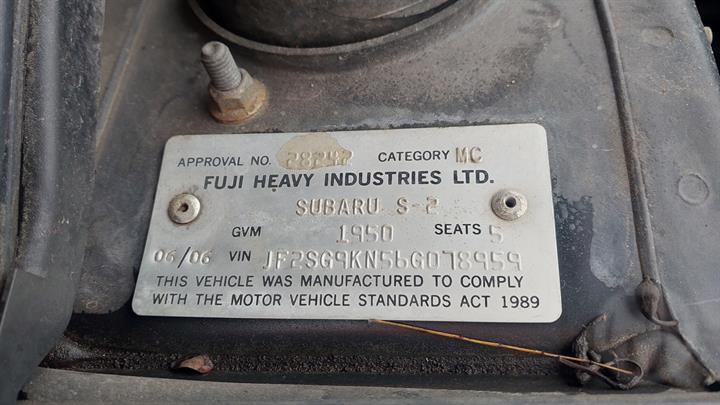 APPROVAL NO. 28242 CATEGORY MC
FUJI HEAVY INDUSTRIES LTD.
SUBARU S-2
GVM 1950 SEATS 5
06/06 VIN JF2SG9KN56G078959
THIS VEHICLE WAS MANUFACTURED TO COMPLY
WITH THE MOTOR VEHICLE STANDARDS ACT 1989